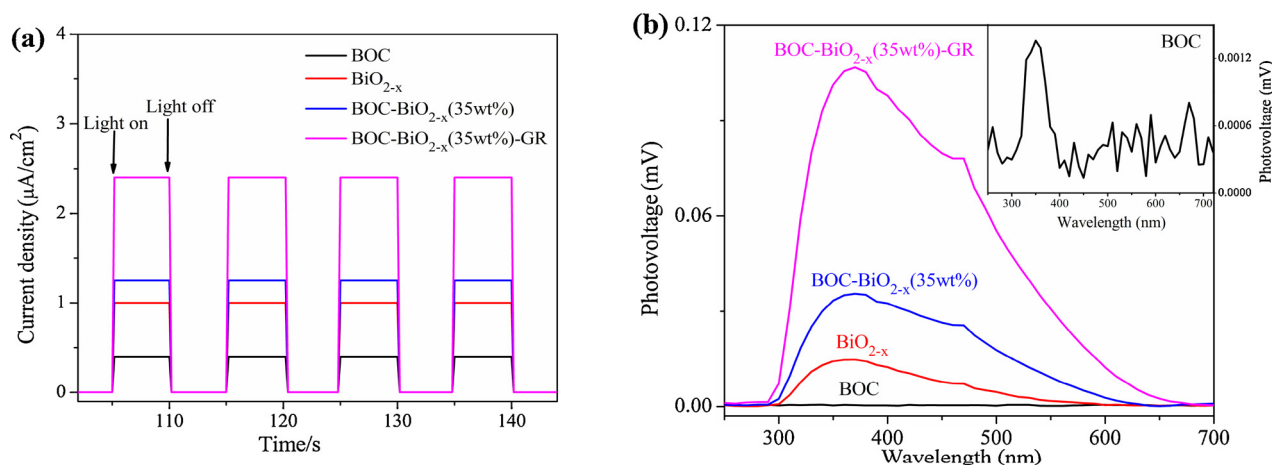 (a)
4
3
2
1
0
Current density (μA/cm²)
BOC
BiO₂₋ₓ
BOC-BiO₂₋ₓ(35wt%)
BOC-BiO₂₋ₓ(35wt%)-GR
Light on
Light off
110 120 130 140
Time/s
(b)
0.12
0.06
0.00
Photovoltage (mV)
BOC-BiO₂₋ₓ(35wt%)-GR
BOC-BiO₂₋ₓ(35wt%)
BiO₂₋ₓ
BOC
300 400 500 600 700
Wavelength (nm)
BOC
0.0012
0.0006
0.0000
Photovoltage (mV)
300 400 500 600 700
Wavelength (nm)